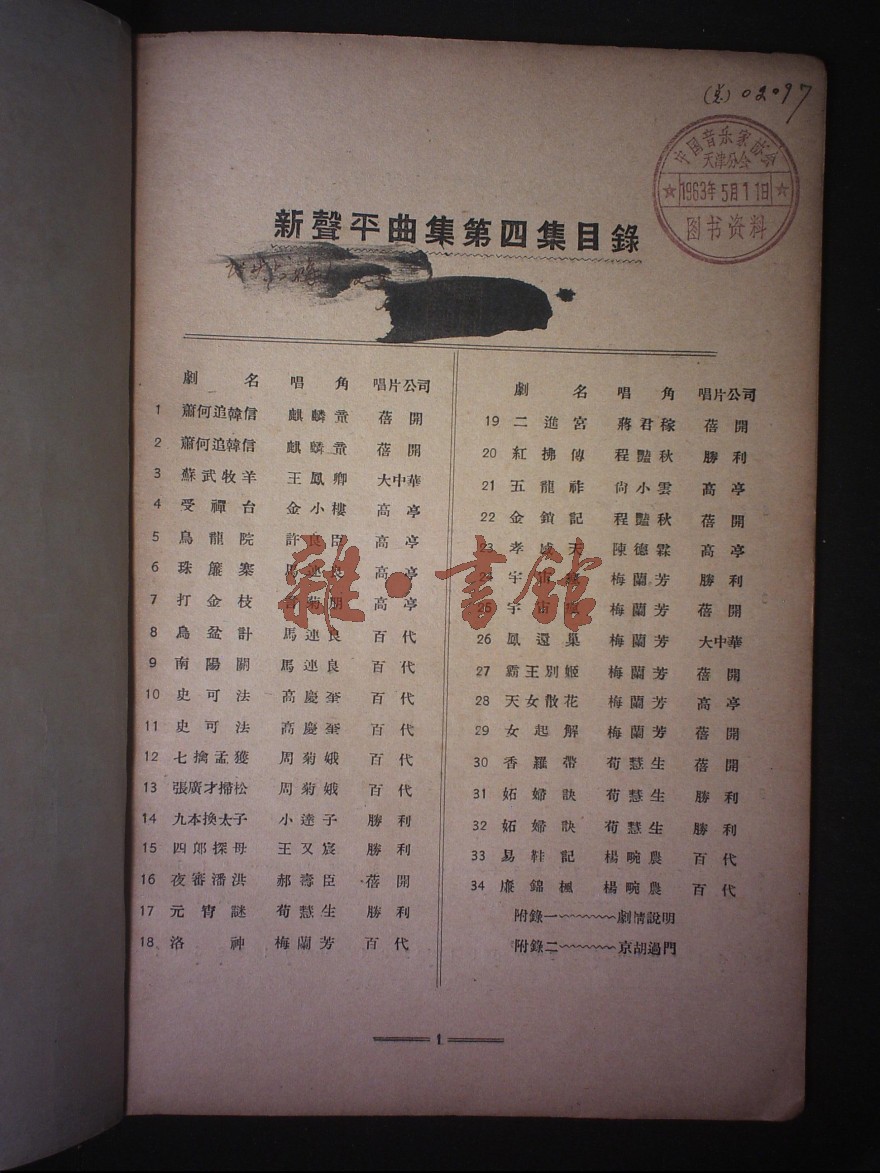 (总) 02097
中国音乐家协会
天津分会
1963年5月11日
图书资料
新聲平曲集第四集目錄
劇名 唱角 唱片公司
1 蕭何追韓信 麒麟童 蓓開
2 蕭何追韓信 麒麟童 蓓開
3 蘇武牧羊 王鳳卿 大中華
4 受禪台 金小樓 高亭
5 烏龍院 許良臣 高亭
6 珠簾寨 馬連良 高亭
7 打金枝 言菊朋 高亭
8 烏盆計 馬連良 百代
9 南陽關 馬連良 百代
10 史可法 高慶奎 百代
11 史可法 高慶奎 百代
12 七擒孟獲 周菊娥 百代
13 張廣才掃松 周菊娥 百代
14 九本換太子 小達子 勝利
15 四郎探母 王又宸 勝利
16 夜審潘洪 郝壽臣 蓓開
17 元宵謎 荀慧生 勝利
18 洛神 梅蘭芳 百代
劇名 唱角 唱片公司
19 二進宮 蔣君稼 蓓開
20 紅拂傳 程豔秋 勝利
21 五龍祚 尚小雲 高亭
22 金鎖記 程豔秋 蓓開
23 孝感天 陳德霖 高亭
24 宇宙鋒 梅蘭芳 勝利
25 宇宙鋒 梅蘭芳 蓓開
26 鳳還巢 梅蘭芳 大中華
27 霸王別姬 梅蘭芳 蓓開
28 天女散花 梅蘭芳 高亭
29 女起解 梅蘭芳 蓓開
30 香羅帶 荀慧生 蓓開
31 妬婦訣 荀慧生 勝利
32 妬婦訣 荀慧生 勝利
33 易鞋記 楊畹農 百代
34 廉錦楓 楊畹農 百代
附錄一 劇情說明
附錄二 京胡過門
雜·書館
1